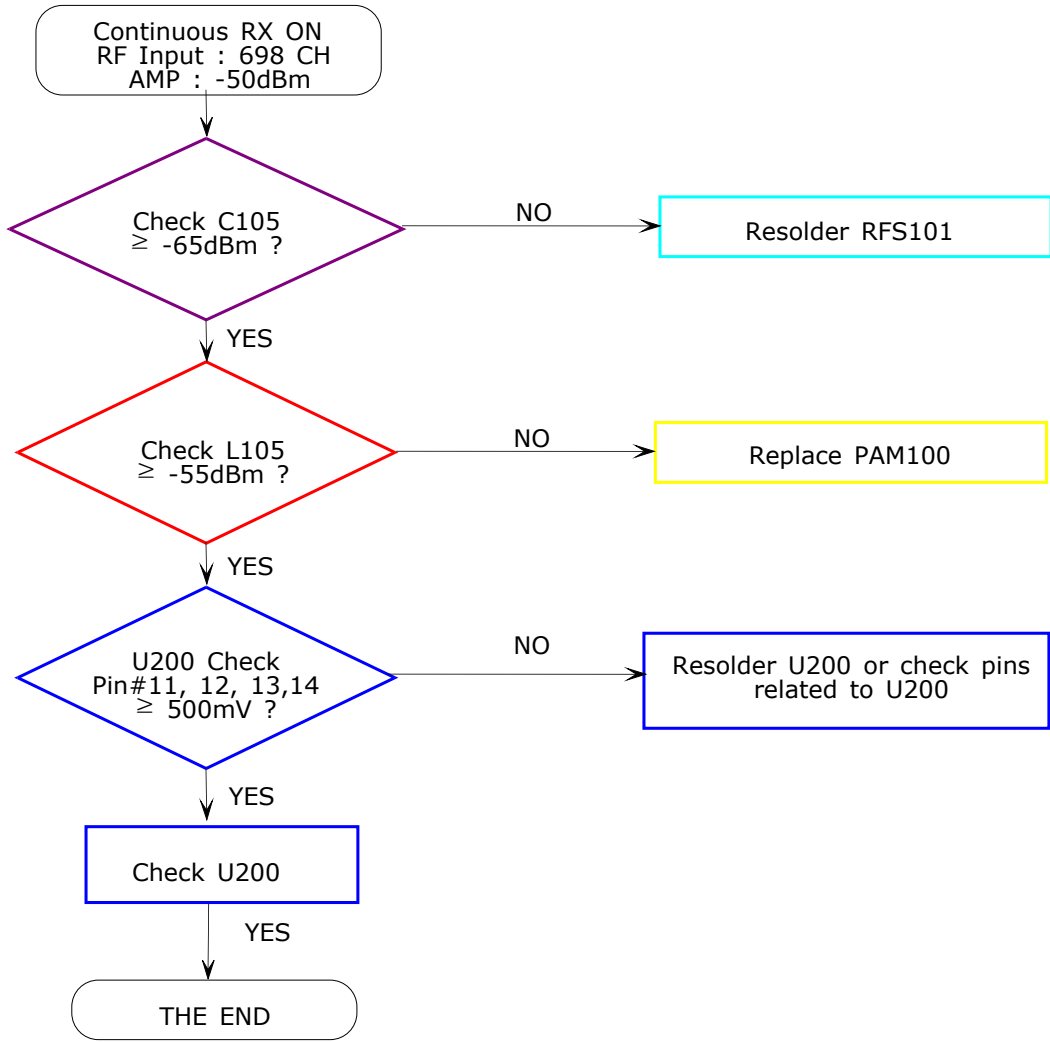 Continuous RX ON
RF Input : 698 CH
AMP : -50dBm
Check C105
≥ -65dBm ?
NO
Resolder RFS101
YES
Check L105
≥ -55dBm ?
NO
Replace PAM100
YES
U200 Check
Pin#11, 12, 13,14
≥ 500mV ?
NO
Resolder U200 or check pins
related to U200
YES
Check U200
YES
THE END